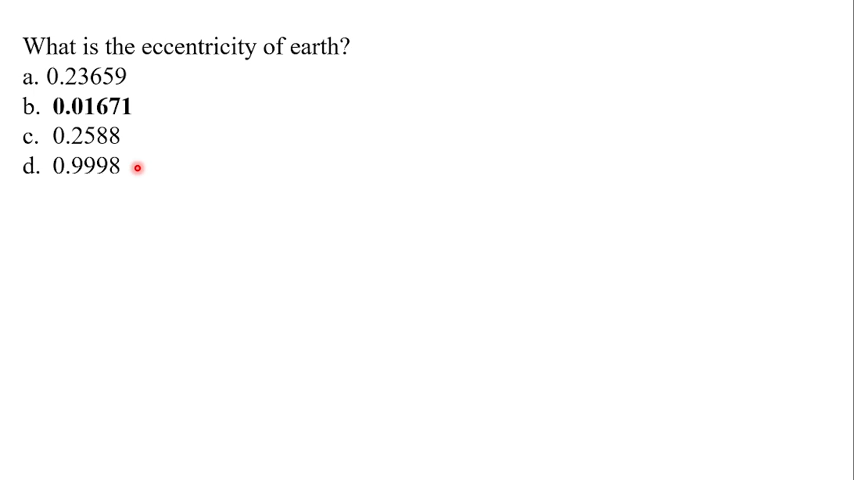 What is the eccentricity of earth?
a. 0.23659
b. 0.01671
c. 0.2588
d. 0.9998